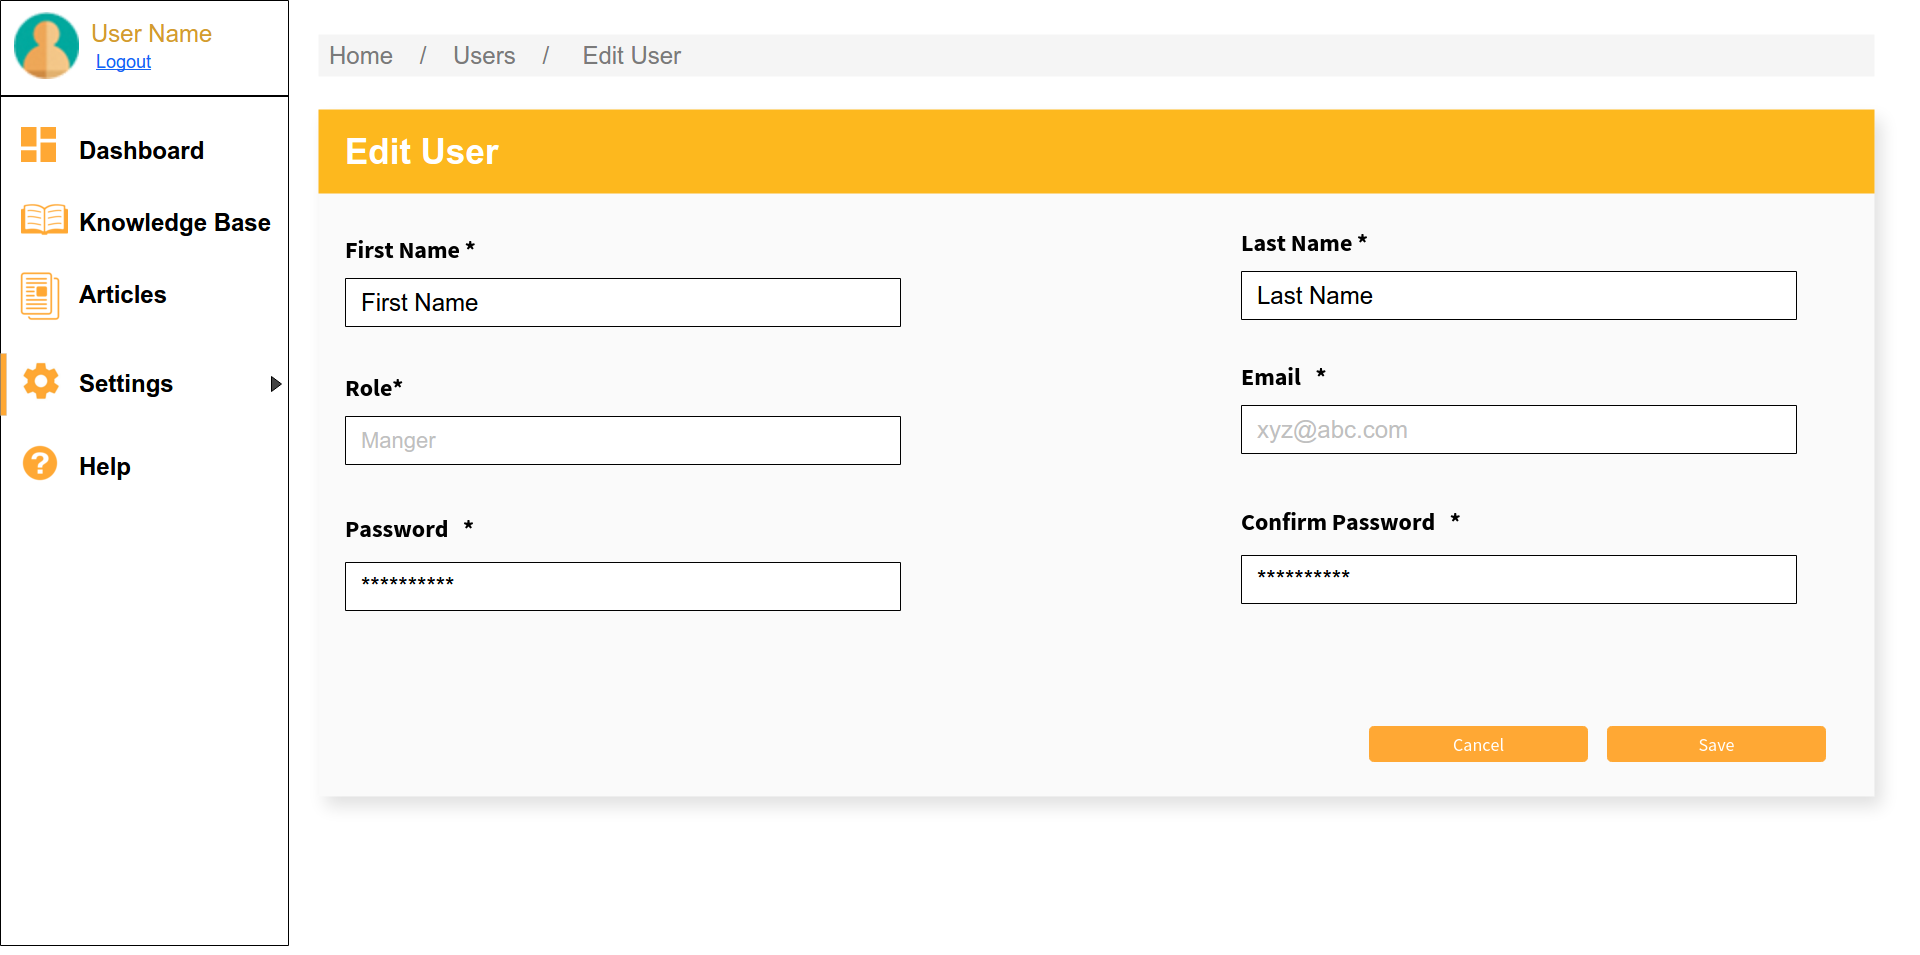 User Name
Logout
Dashboard
Knowledge Base
Articles
Settings
Help
Home / Users / Edit User
Edit User
First Name *
First Name
Last Name *
Last Name
Role*
Manger
Email *
xyz@abc.com
Password *
**********
Confirm Password *
**********
Cancel
Save